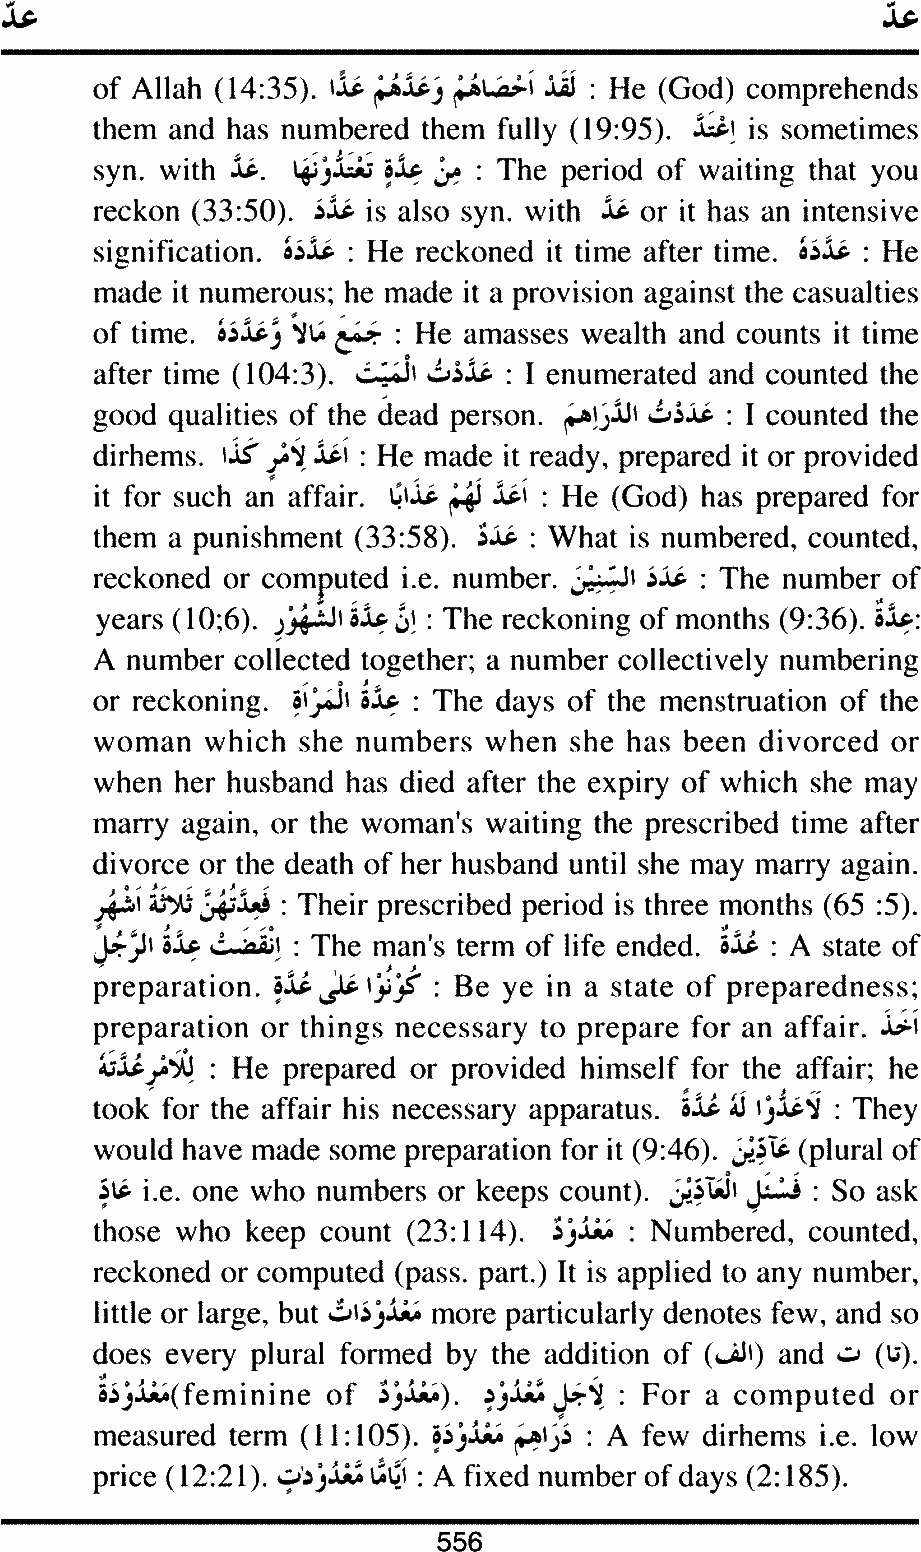 عدّ عدّ
of Allah (14:35). لَقَدْ اَحْصَاهُمْ وَعَدَّهُمْ عَدًّا : He (God) comprehends
them and has numbered them fully (19:95). اِعْتَدَّ is sometimes
syn. with عَدَّ. مِنْ عِدَّةٍ تَعْتَدُّوْنَهَا : The period of waiting that you
reckon (33:50). عَدَّدَ is also syn. with عَدَّ or it has an intensive
signification. عَدَّدَهُ : He reckoned it time after time. عَدَّدَهُ : He
made it numerous; he made it a provision against the casualties
of time. جَمَعَ مَالاً وَّعَدَّدَهُ : He amasses wealth and counts it time
after time (104:3). عَدَّدْتُ الْمَيِّتَ : I enumerated and counted the
good qualities of the dead person. عَدَدْتُ الدَّرَاهِمَ : I counted the
dirhems. اَعَدَّ لِاَمْرٍ كَذَا : He made it ready, prepared it or provided
it for such an affair. اَعَدَّ لَهُمْ عَذَابًا : He (God) has prepared for
them a punishment (33:58). عَدَدٌ : What is numbered, counted,
reckoned or computed i.e. number. عَدَدَ السِّنِيْنَ : The number of
years (10;6). اِنَّ عِدَّةَ الشُّهُوْرِ : The reckoning of months (9:36). عِدَّةٌ:
A number collected together; a number collectively numbering
or reckoning. عِدَّةُ الْمَرْاَةِ : The days of the menstruation of the
woman which she numbers when she has been divorced or
when her husband has died after the expiry of which she may
marry again, or the woman's waiting the prescribed time after
divorce or the death of her husband until she may marry again.
فَعِدَّتُهُنَّ ثَلاَثَةُ اَشْهُرٍ : Their prescribed period is three months (65 :5).
اِنْقَضَتْ عِدَّةُ الرَّجُلِ : The man's term of life ended. عُدَّةٌ : A state of
preparation. كُوْنُوْا عَلٰى عُدَّةٍ : Be ye in a state of preparedness;
preparation or things necessary to prepare for an affair. اَخَذَ
لِلْاَمْرِ عُدَّتَهُ : He prepared or provided himself for the affair; he
took for the affair his necessary apparatus. لَاَعَدُّوْا لَهُ عُدَّةً : They
would have made some preparation for it (9:46). عَآدِّيْنَ (plural of
عَادٍّ i.e. one who numbers or keeps count). فَسْئَلِ الْعَآدِّيْنَ : So ask
those who keep count (23:114). مَعْدُوْدٌ : Numbered, counted,
reckoned or computed (pass. part.) It is applied to any number,
little or large, but مَعْدُوْدَاتٌ more particularly denotes few, and so
does every plural formed by the addition of (الف) and ت (تا).
مَعْدُوْدَةٌ(feminine of مَعْدُوْدٌ). لِاَجَلٍ مَّعْدُوْدٍ : For a computed or
measured term (11:105). دَرَاهِمَ مَعْدُوْدَةٍ : A few dirhems i.e. low
price (12:21). اَيَّامًا مَّعْدُوْدٰتٍ : A fixed number of days (2:185).
556